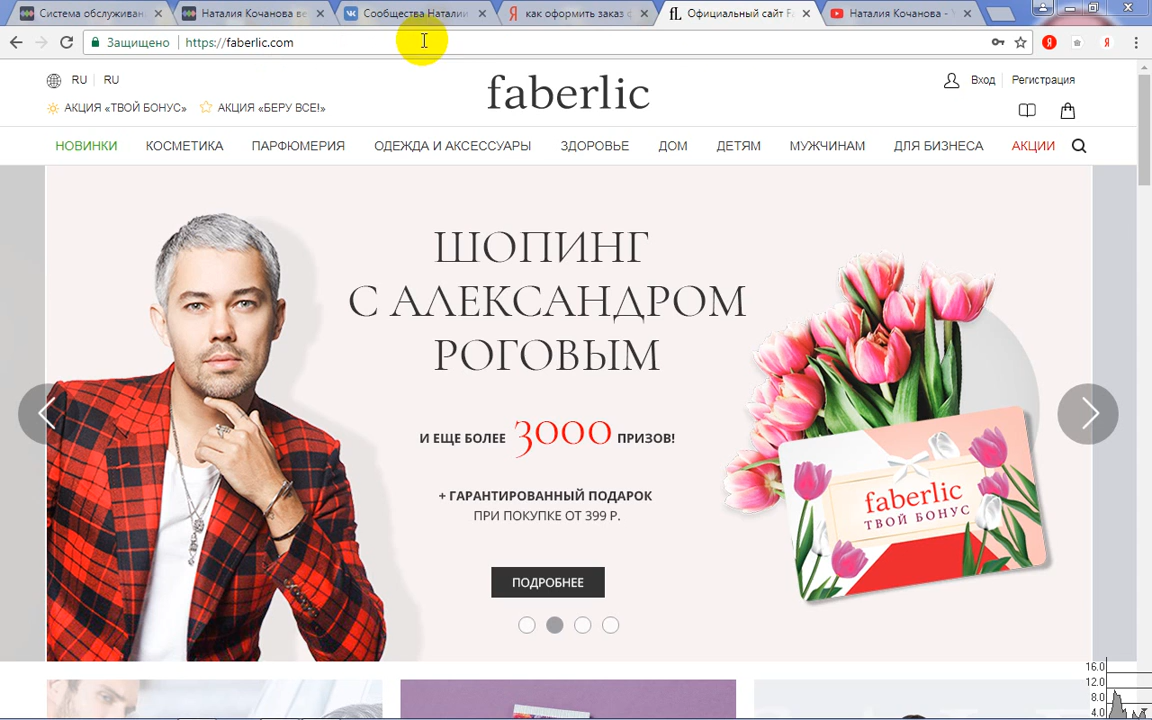 Система обслуживан
Наталия Кочанова ве
Сообщества Наталии
как оформить заказ ф
Официальный сайт F
Наталия Кочанова -
Защищено
https://faberlic.com
RU RU
faberlic
Вход Регистрация
АКЦИЯ «ТВОЙ БОНУС» АКЦИЯ «БЕРУ ВСЕ!»
НОВИНКИ КОСМЕТИКА ПАРФЮМЕРИЯ ОДЕЖДА И АКСЕССУАРЫ ЗДОРОВЬЕ ДОМ ДЕТЯМ МУЖЧИНАМ ДЛЯ БИЗНЕСА АКЦИИ
ШОПИНГ
С АЛЕКСАНДРОМ
РОГОВЫМ
И ЕЩЕ БОЛЕЕ 3000 ПРИЗОВ!
+ ГАРАНТИРОВАННЫЙ ПОДАРОК
ПРИ ПОКУПКЕ ОТ 399 Р.
ПОДРОБНЕЕ
faberlic
ТВОЙ БОНУС
16.0
12.0
8.0
4.0